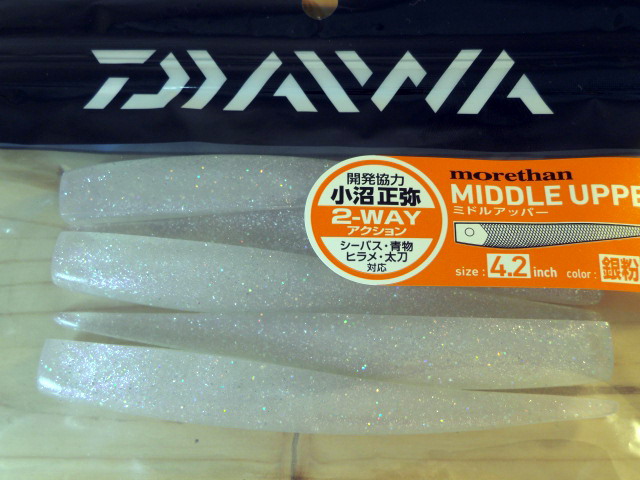 DAIWA
開発協力
小沼 正弥
2-WAY
アクション
シーバス・青物
ヒラメ・太刀
対応
morethan
MIDDLE UPPE
ミドルアッパー
size : 4.2 inch color : 銀粉